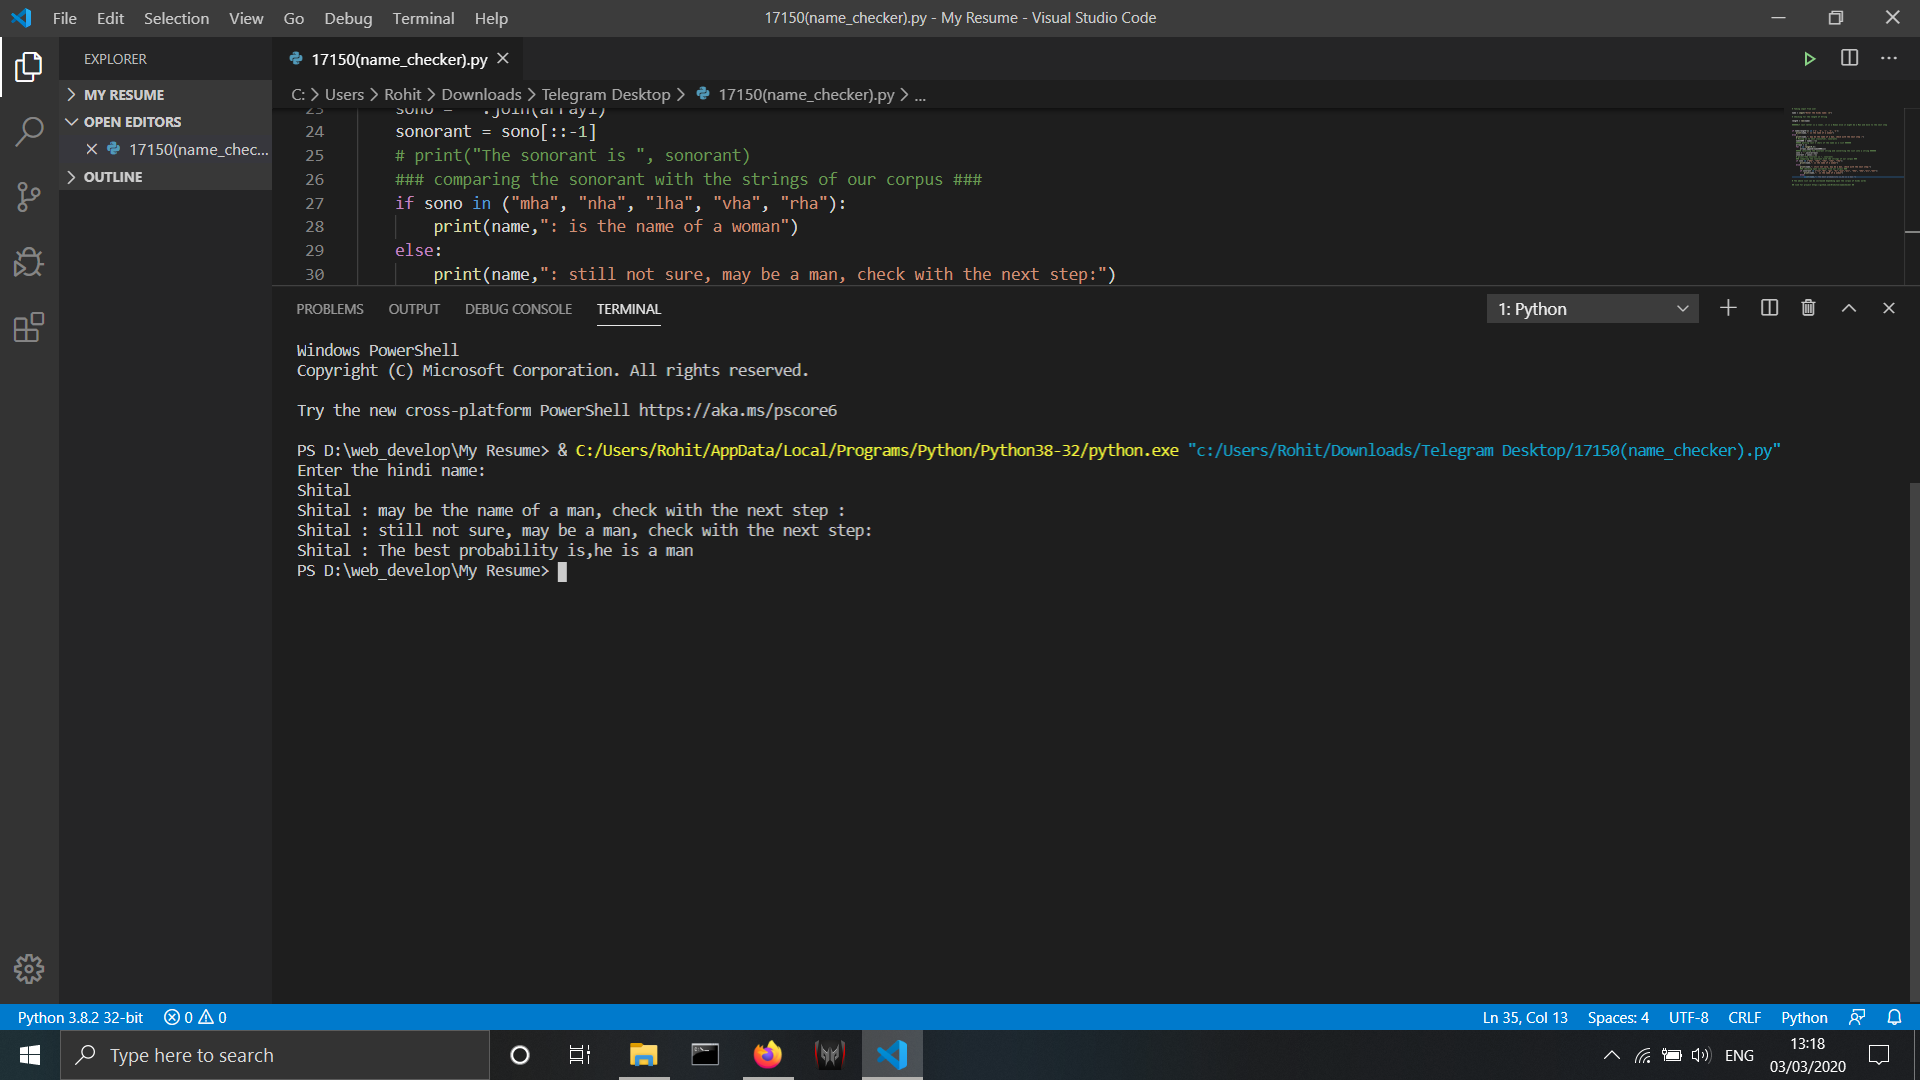 File Edit Selection View Go Debug Terminal Help
17150(name_checker).py - My Resume - Visual Studio Code
EXPLORER
MY RESUME
OPEN EDITORS
17150(name_chec...
OUTLINE
17150(name_checker).py
C: > Users > Rohit > Downloads > Telegram Desktop > 17150(name_checker).py > ...
24 sonorant = sono[::-1]
25 # print("The sonorant is ", sonorant)
26 ### comparing the sonorant with the strings of our corpus ###
27 if sono in ("mha", "nha", "lha", "vha", "rha"):
28 print(name,": is the name of a woman")
29 else:
30 print(name,": still not sure, may be a man, check with the next step:")
PROBLEMS OUTPUT DEBUG CONSOLE TERMINAL
1: Python
Windows PowerShell
Copyright (C) Microsoft Corporation. All rights reserved.
Try the new cross-platform PowerShell https://aka.ms/pscore6
PS D:\web_develop\My Resume> & C:/Users/Rohit/AppData/Local/Programs/Python/Python38-32/python.exe "c:/Users/Rohit/Downloads/Telegram Desktop/17150(name_checker).py"
Enter the hindi name:
Shital
Shital : may be the name of a man, check with the next step :
Shital : still not sure, may be a man, check with the next step:
Shital : The best probability is,he is a man
PS D:\web_develop\My Resume>
Python 3.8.2 32-bit 0 0
Ln 35, Col 13 Spaces: 4 UTF-8 CRLF Python
Type here to search
ENG
13:18
03/03/2020